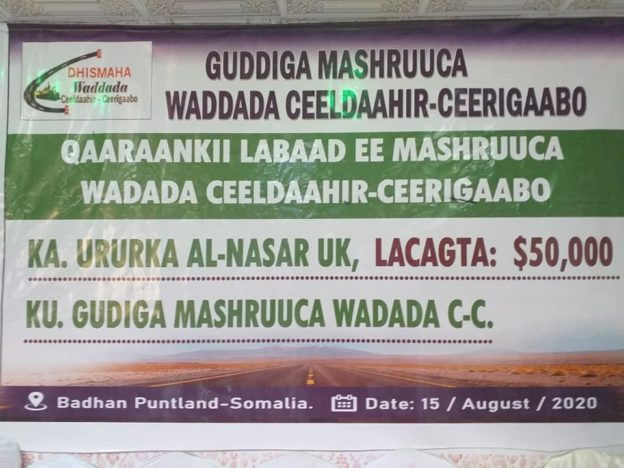 DHISMAHA
Waddada
Ceeldaahir - Ceerigaabo
GUDDIGA MASHRUUCA
WADDADA CEELDAAHIR-CEERIGAABO
QAARAANKII LABAAD EE MASHRUUCA
WADADA CEELDAAHIR-CEERIGAABO
KA. URURKA AL-NASAR UK, LACAGTA: $50,000
KU. GUDIGA MASHRUUCA WADADA C-C.
Badhan Puntland-Somalia. Date: 15 / August / 2020